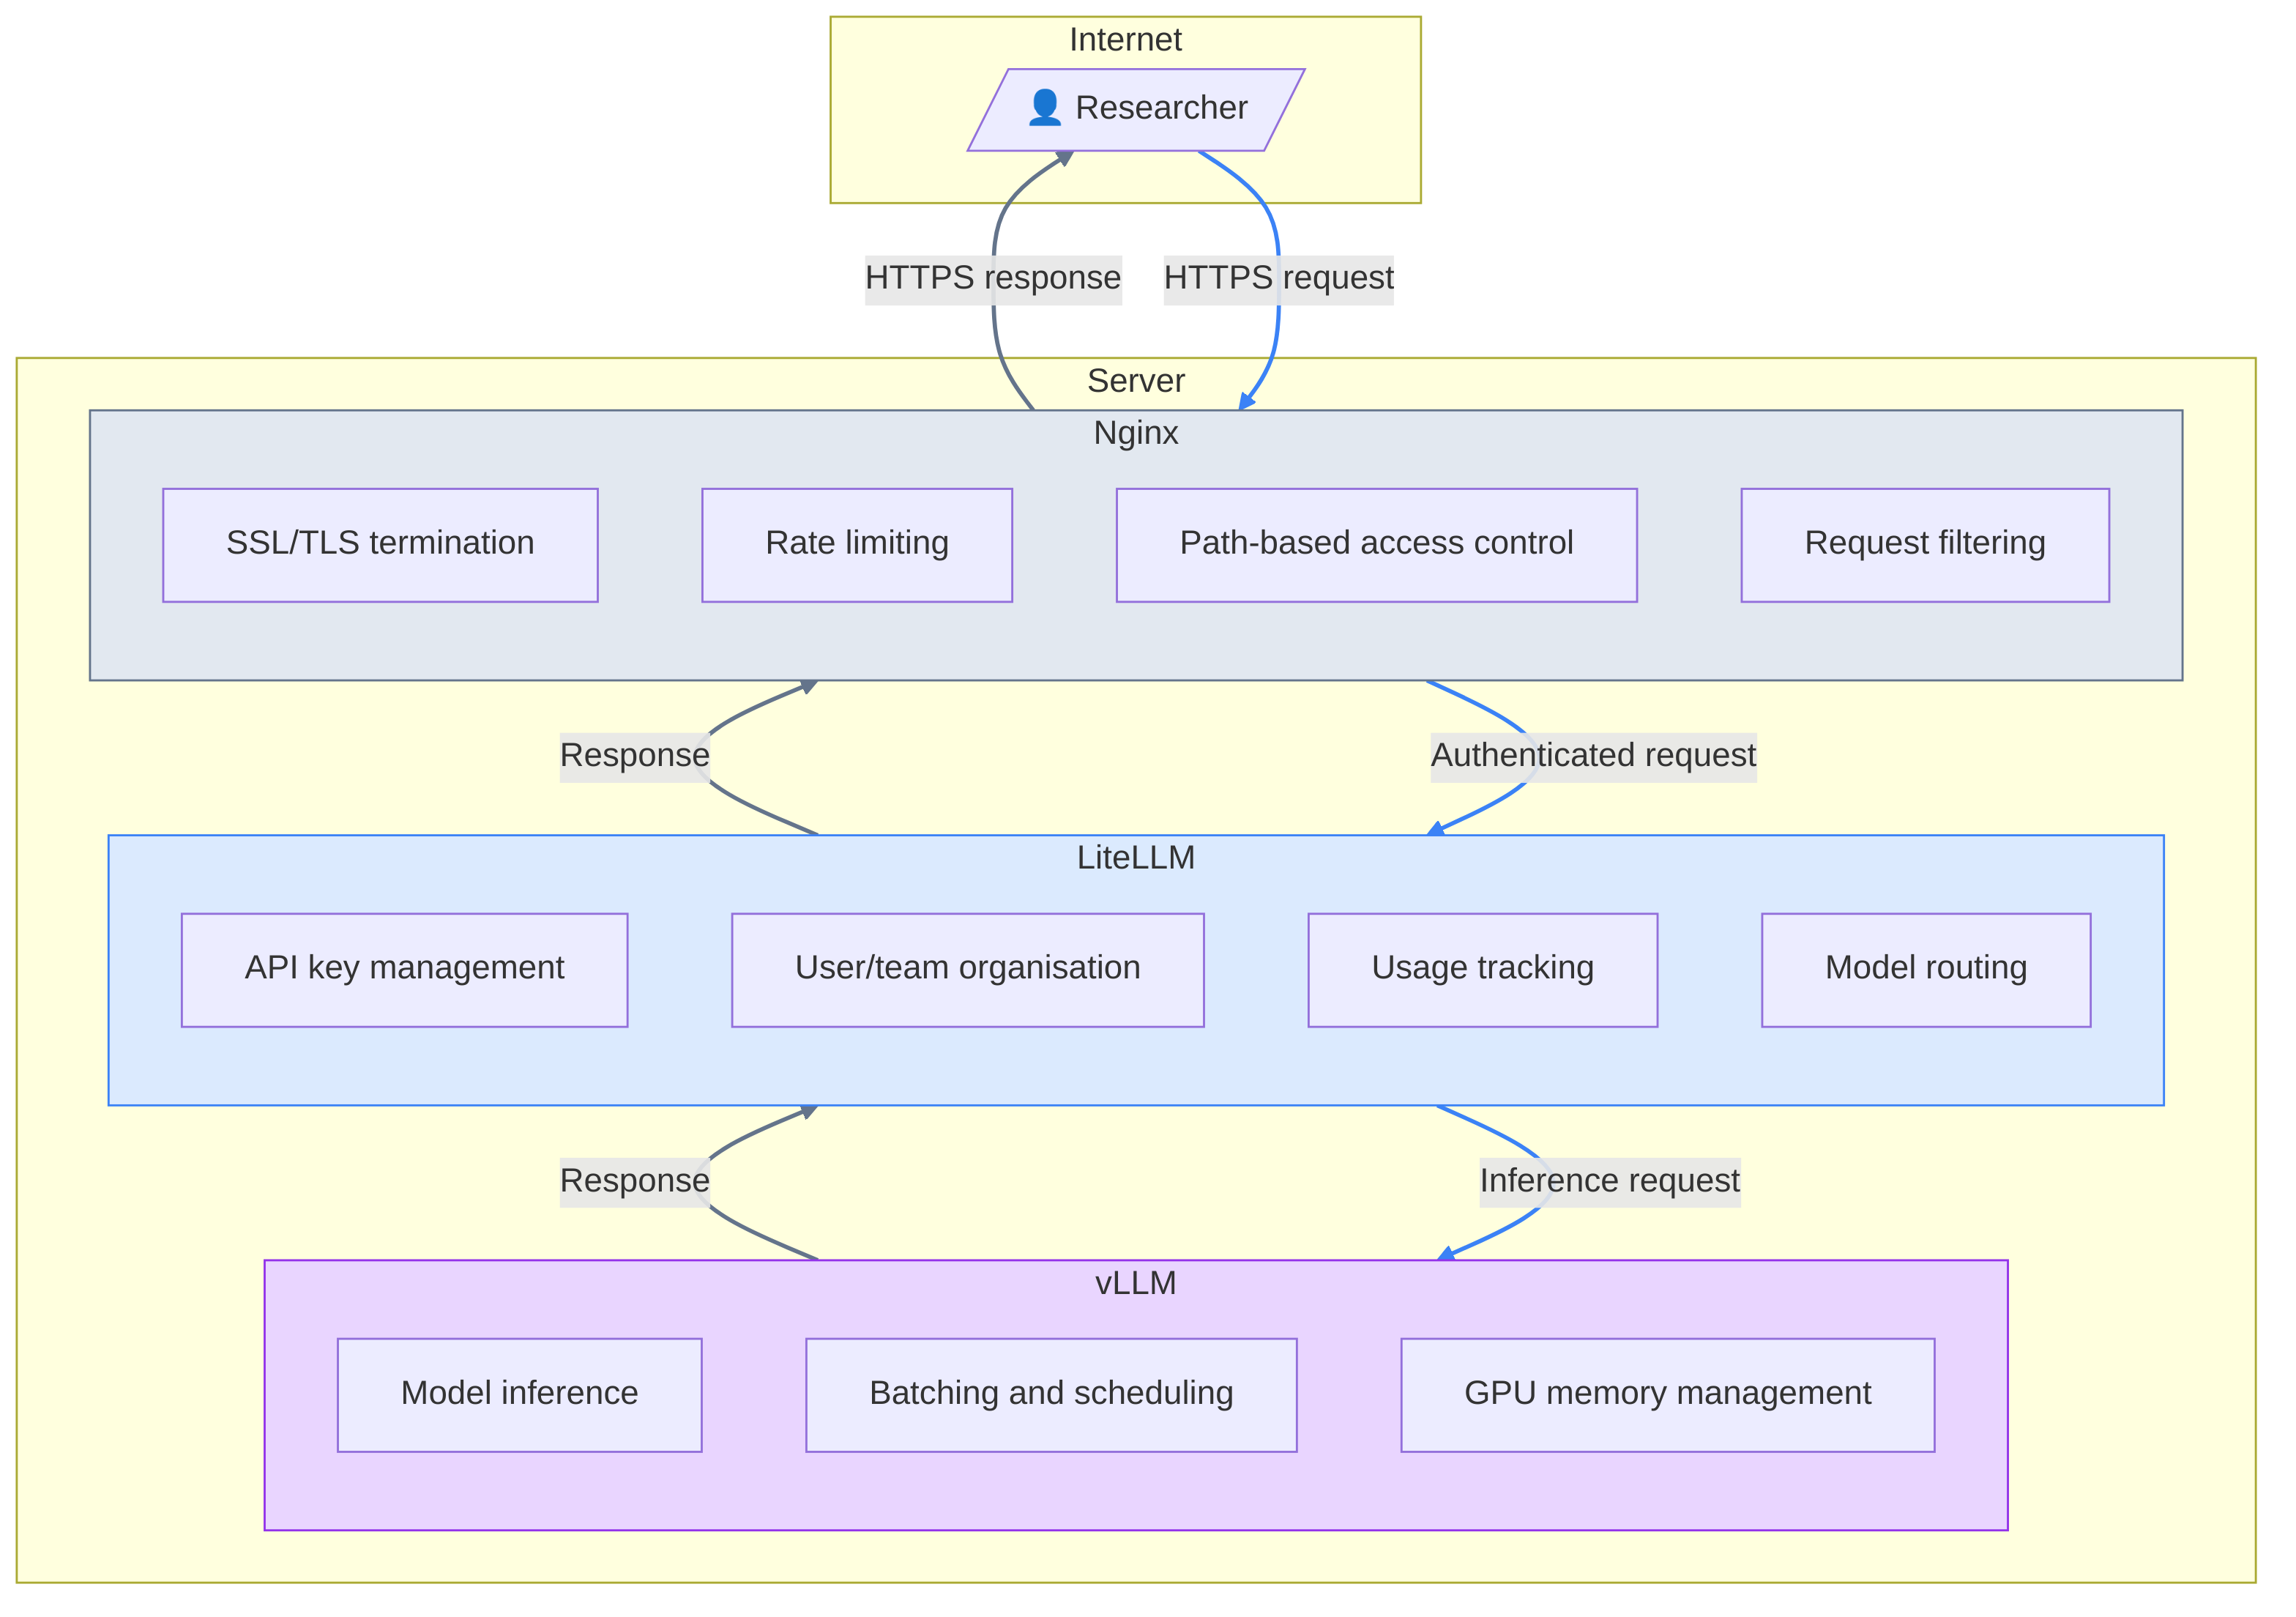 Internet
👤 Researcher
HTTPS response
HTTPS request
Server
Nginx
SSL/TLS termination
Rate limiting
Path-based access control
Request filtering
Response
Authenticated request
LiteLLM
API key management
User/team organisation
Usage tracking
Model routing
Response
Inference request
vLLM
Model inference
Batching and scheduling
GPU memory management